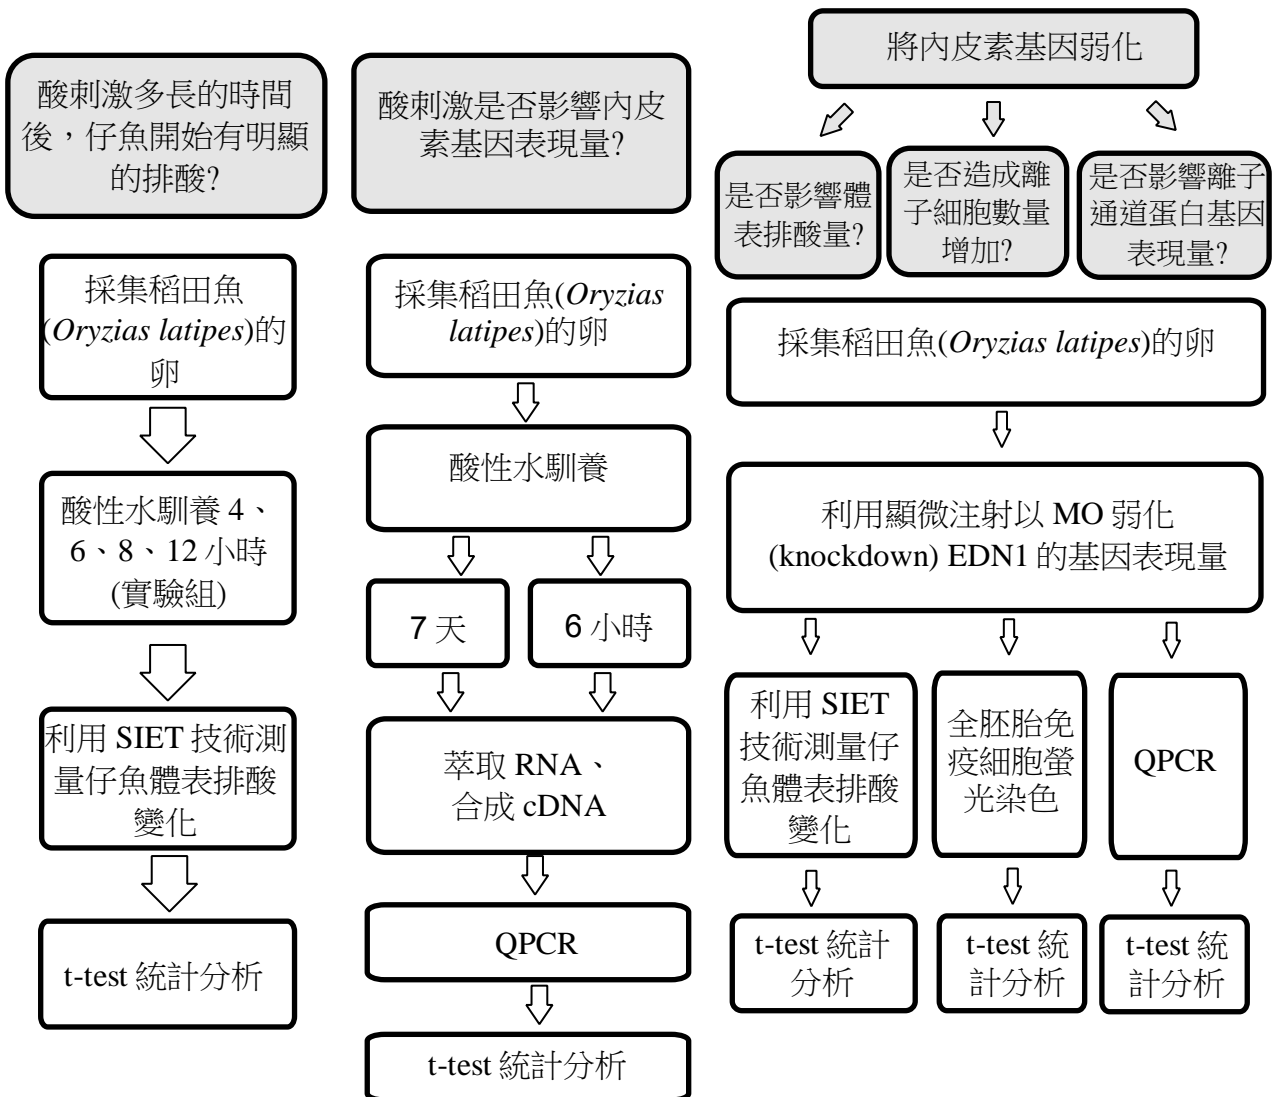 酸刺激多長的時間
後，仔魚開始有明顯
的排酸?
採集稻田魚
(Oryzias latipes)的
卵
酸性水馴養 4、
6、8、12 小時
(實驗組)
利用 SIET 技術測
量仔魚體表排酸
變化
t-test 統計分析
酸刺激是否影響內皮
素基因表現量?
採集稻田魚(Oryzias
latipes)的卵
酸性水馴養
7 天
6 小時
萃取 RNA、
合成 cDNA
QPCR
t-test 統計分析
將內皮素基因弱化
是否影響體
表排酸量?
是否造成離
子細胞數量
增加?
是否影響離子
通道蛋白基因
表現量?
採集稻田魚(Oryzias latipes)的卵
利用顯微注射以 MO 弱化
(knockdown) EDN1 的基因表現量
利用 SIET
技術測量仔
魚體表排酸
變化
全胚胎免
疫細胞螢
光染色
QPCR
t-test 統計
分析
t-test 統
計分析
t-test 統
計分析